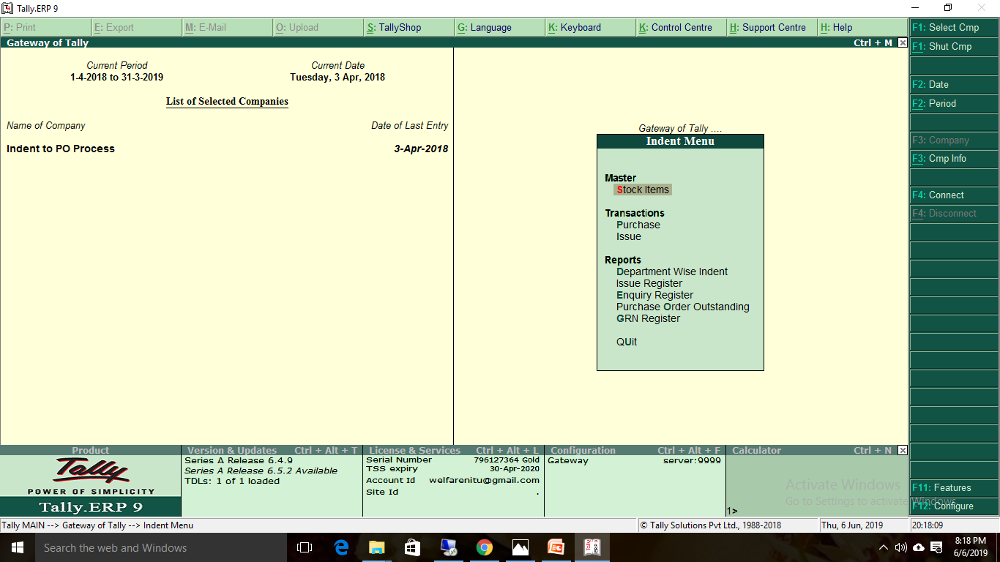 Tally.ERP 9
P: Print E: Export M: E-Mail O: Upload S: TallyShop G: Language K: Keyboard K: Control Centre H: Support Centre H: Help
Gateway of Tally Ctrl + M
Current Period Current Date
1-4-2018 to 31-3-2019 Tuesday, 3 Apr, 2018
List of Selected Companies
Name of Company Date of Last Entry
Indent to PO Process 3-Apr-2018
Gateway of Tally ....
Indent Menu
Master
Stock Items
Transactions
Purchase
Issue
Reports
Department Wise Indent
Issue Register
Enquiry Register
Purchase Order Outstanding
GRN Register
QUit
F1: Select Cmp
F1: Shut Cmp
F2: Date
F2: Period
F3: Company
F3: Cmp Info
F4: Connect
F4: Disconnect
F11: Features
F12: Configure
Product
Tally
POWER OF SIMPLICITY
Tally.ERP 9
Version & Updates Ctrl + Alt + T
Series A Release 6.4.9
Series A Release 6.5.2 Available
TDLs: 1 of 1 loaded
License & Services Ctrl + Alt + L
Serial Number 796127364 Gold
TSS expiry 30-Apr-2020
Account Id welfarenitu@gmail.com
Site Id .
Configuration Ctrl + Alt + F
Gateway server:9999
Calculator Ctrl + N
1>
Activate Windows
Go to Settings to activate Windows.
Tally MAIN --> Gateway of Tally --> Indent Menu © Tally Solutions Pvt Ltd., 1988-2018 Thu, 6 Jun, 2019 20:18:09
Search the web and Windows
8:18 PM
6/6/2019